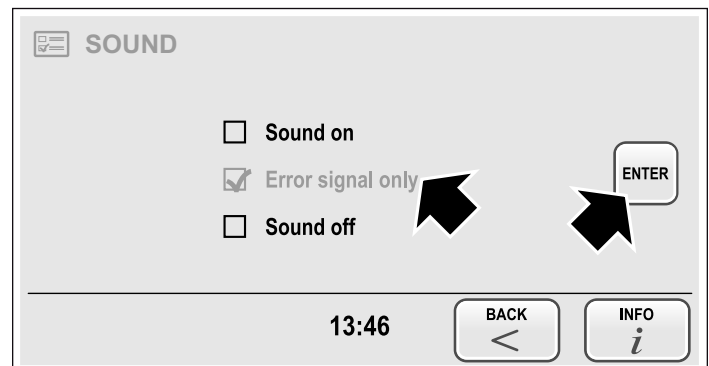 SOUND
Sound on
Error signal only
ENTER
Sound off
13:46
BACK
INFO
i